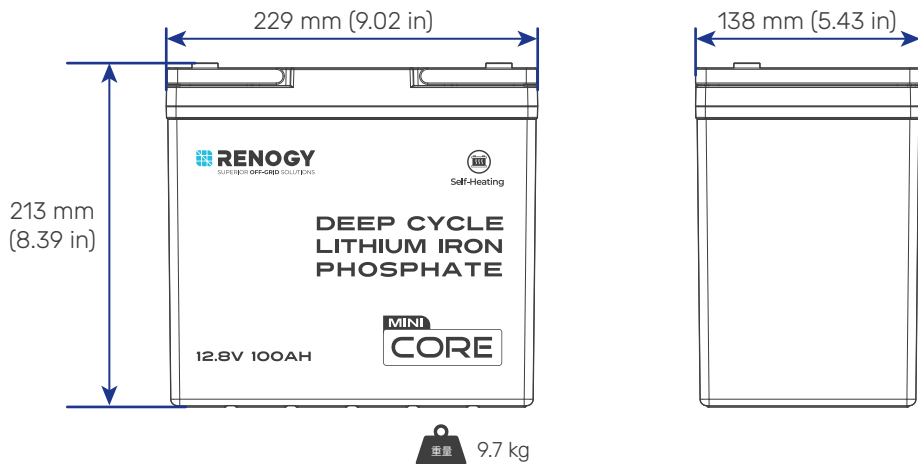 229 mm (9.02 in)
138 mm (5.43 in)
RENOGY
SUPERIOR OFF-GRID SOLUTIONS
Self-Heating
213 mm
(8.39 in)
DEEP CYCLE
LITHIUM IRON
PHOSPHATE
MINI
CORE
12.8V 100AH
重量 9.7 kg